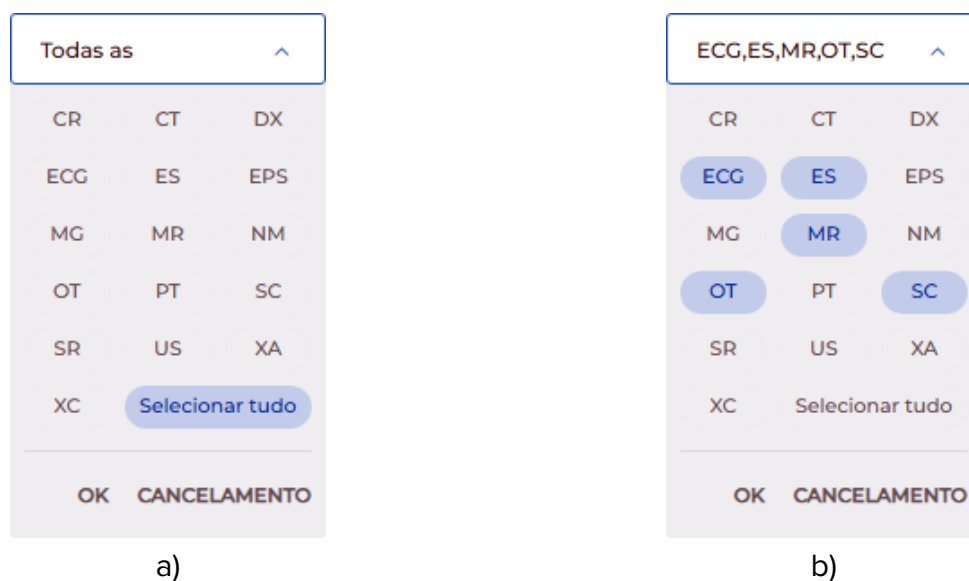 Todas as
CR CT DX
ECG ES EPS
MG MR NM
OT PT SC
SR US XA
XC Selecionar tudo
OK CANCELAMENTO
a)
ECG,ES,MR,OT,SC
CR CT DX
ECG ES EPS
MG MR NM
OT PT SC
SR US XA
XC Selecionar tudo
OK CANCELAMENTO
b)